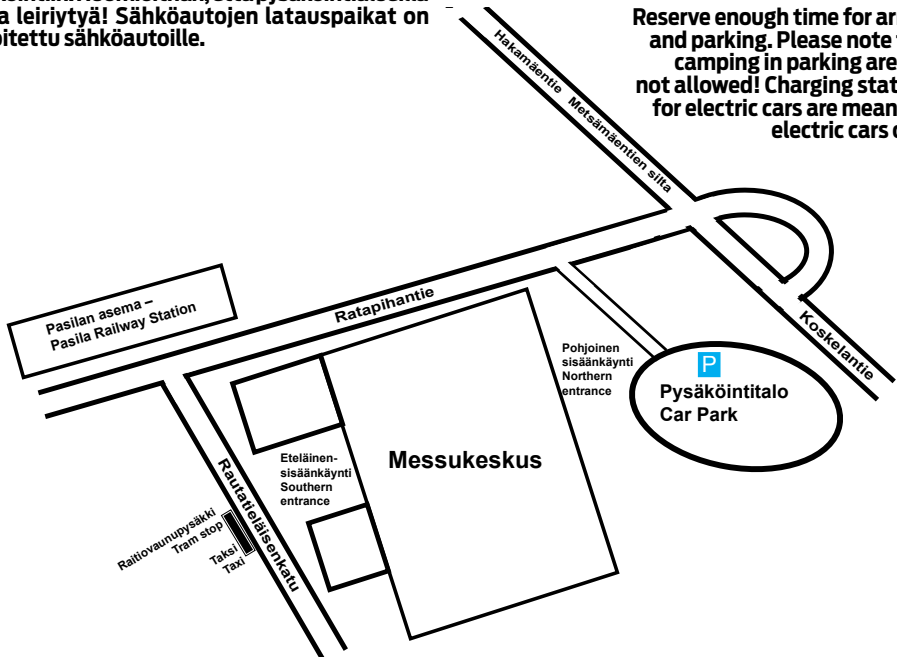 a leiriytyä! Sähköautojen latauspaikat on
oitettu sähköautoille.
Reserve enough time for arr
and parking. Please note t
camping in parking are
not allowed! Charging stat
for electric cars are mean
electric cars o
Hakamäentie Metsämäentien silta
Pasilan asema –
Pasila Railway Station
Ratapihantie
Koskelantie
Pohjoinen
sisäänkäynti
Northern
entrance
P
Pysäköintitalo
Car Park
Messukeskus
Eteläinen-
sisäänkäynti
Southern
entrance
Rautatieläisenkatu
Raitiovaunupysäkki
Tram stop
Taksi
Taxi